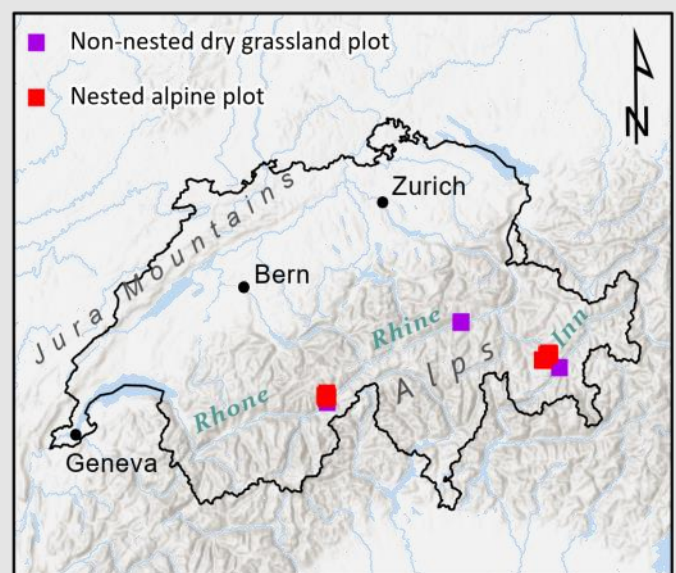 Non-nested dry grassland plot
Nested alpine plot
N
Zurich
Jura Mountains
Bern
Rhine
Inn
Alps
Rhone
Geneva